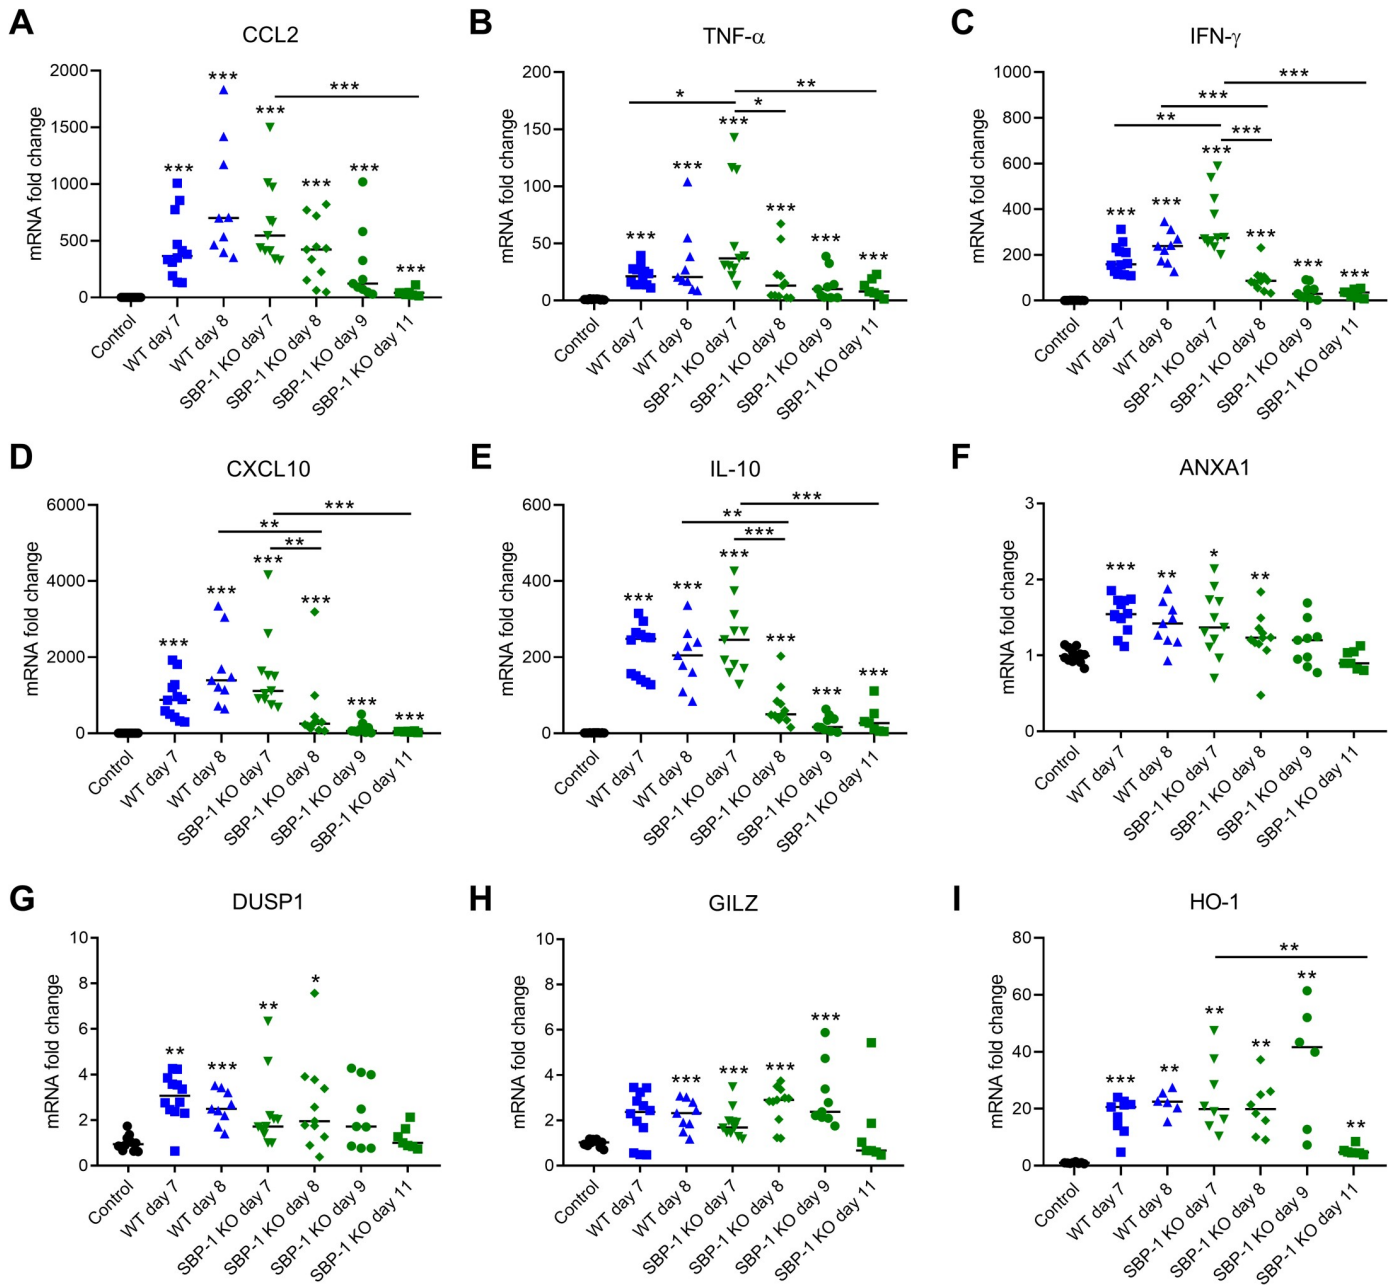 A
CCL2
mRNA fold change
2000
1500
1000
500
0
***
***
***
***
***
***
***
Control
WT day 7
WT day 8
SBP-1 KO day 7
SBP-1 KO day 8
SBP-1 KO day 9
SBP-1 KO day 11
B
TNF-α
mRNA fold change
200
150
100
50
0
**
*
*
***
***
***
***
***
***
Control
WT day 7
WT day 8
SBP-1 KO day 7
SBP-1 KO day 8
SBP-1 KO day 9
SBP-1 KO day 11
C
IFN-γ
mRNA fold change
1000
800
600
400
200
0
***
***
**
***
***
***
***
***
***
***
Control
WT day 7
WT day 8
SBP-1 KO day 7
SBP-1 KO day 8
SBP-1 KO day 9
SBP-1 KO day 11
D
CXCL10
mRNA fold change
6000
4000
2000
0
***
**
**
***
***
***
***
***
***
Control
WT day 7
WT day 8
SBP-1 KO day 7
SBP-1 KO day 8
SBP-1 KO day 9
SBP-1 KO day 11
E
IL-10
mRNA fold change
600
400
200
0
***
**
***
***
***
***
***
***
***
Control
WT day 7
WT day 8
SBP-1 KO day 7
SBP-1 KO day 8
SBP-1 KO day 9
SBP-1 KO day 11
F
ANXA1
mRNA fold change
3
2
1
0
***
**
*
**
Control
WT day 7
WT day 8
SBP-1 KO day 7
SBP-1 KO day 8
SBP-1 KO day 9
SBP-1 KO day 11
G
DUSP1
mRNA fold change
10
8
6
4
2
0
**
***
**
*
Control
WT day 7
WT day 8
SBP-1 KO day 7
SBP-1 KO day 8
SBP-1 KO day 9
SBP-1 KO day 11
H
GILZ
mRNA fold change
10
8
6
4
2
0
***
***
***
***
Control
WT day 7
WT day 8
SBP-1 KO day 7
SBP-1 KO day 8
SBP-1 KO day 9
SBP-1 KO day 11
I
HO-1
mRNA fold change
80
60
40
20
0
**
***
**
**
**
**
**
Control
WT day 7
WT day 8
SBP-1 KO day 7
SBP-1 KO day 8
SBP-1 KO day 9
SBP-1 KO day 11